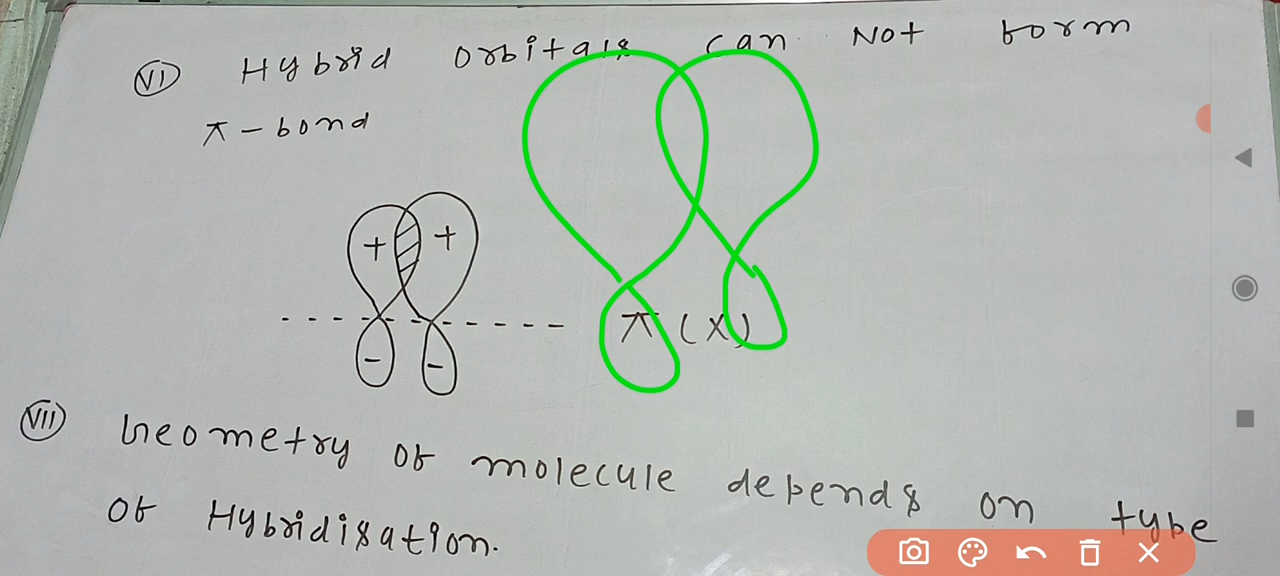 VI Hybrid orbitals can Not form
π - bond
+ +
π (X)
- -
VII Geometry of molecule depends on type
of Hybridisation.